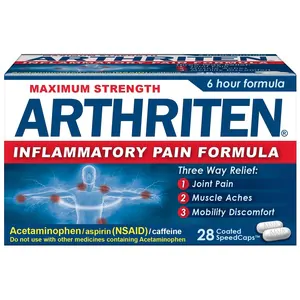 6 hour formula
MAXIMUM STRENGTH
ARTHRITEN®
INFLAMMATORY PAIN FORMULA
Three Way Relief:
1 Joint Pain
2 Muscle Aches
3 Mobility Discomfort
Acetaminophen/aspirin (NSAID)/caffeine
Do not use with other medicines containing Acetaminophen
28 Coated SpeedCaps™